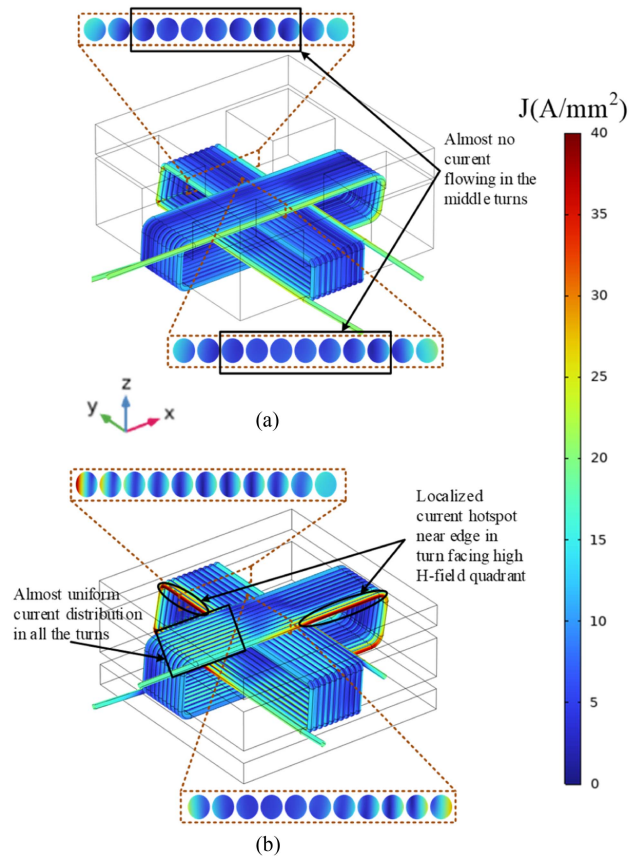 J(A/mm²)
40
35
30
25
20
15
10
5
0
Almost no
current
flowing in the
middle turns
z
y
x
(a)
Localized
current hotspot
near edge in
turn facing high
H-field quadrant
Almost uniform
current distribution
in all the turns
(b)